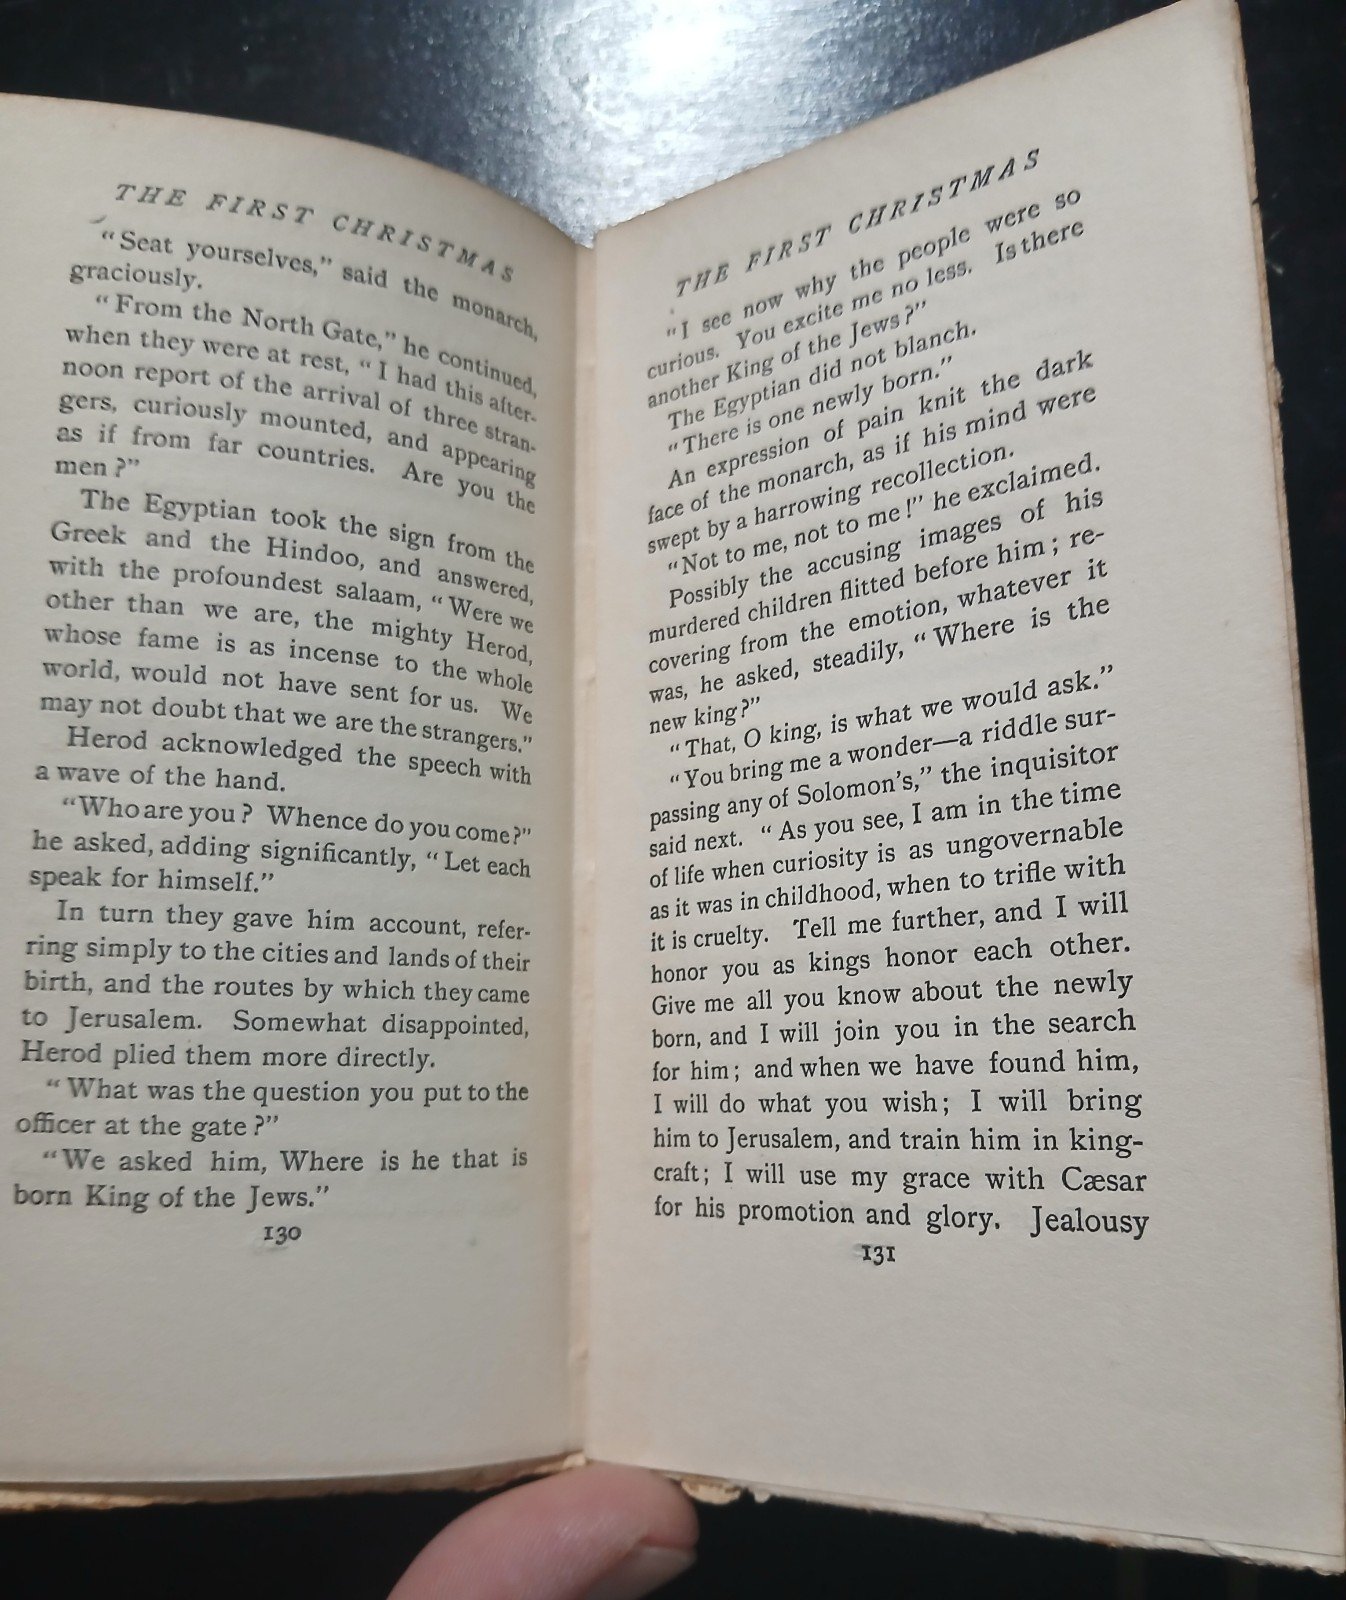 THE FIRST CHRISTMAS
“Seat yourselves,” said the monarch,
graciously.
“From the North Gate,” he continued,
when they were at rest, “I had this after-
noon report of the arrival of three stran-
gers, curiously mounted, and appearing
as if from far countries. Are you the
men?”
The Egyptian took the sign from the
Greek and the Hindoo, and answered,
with the profoundest salaam, “Were we
other than we are, the mighty Herod,
whose fame is as incense to the whole
world, would not have sent for us. We
may not doubt that we are the strangers.”
Herod acknowledged the speech with
a wave of the hand.
“Who are you? Whence do you come?”
he asked, adding significantly, “Let each
speak for himself.”
In turn they gave him account, refer-
ring simply to the cities and lands of their
birth, and the routes by which they came
to Jerusalem. Somewhat disappointed,
Herod plied them more directly.
“What was the question you put to the
officer at the gate?”
“We asked him, Where is he that is
born King of the Jews.”
130
THE FIRST CHRISTMAS
“I see now why the people were so
curious. You excite me no less. Is there
another King of the Jews?”
The Egyptian did not blanch.
“There is one newly born.”
An expression of pain knit the dark
face of the monarch, as if his mind were
swept by a harrowing recollection.
“Not to me, not to me!” he exclaimed.
Possibly the accusing images of his
murdered children flitted before him; re-
covering from the emotion, whatever it
was, he asked, steadily, “Where is the
new king?”
“That, O king, is what we would ask.”
“You bring me a wonder—a riddle sur-
passing any of Solomon’s,” the inquisitor
said next. “As you see, I am in the time
of life when curiosity is as ungovernable
as it was in childhood, when to trifle with
it is cruelty. Tell me further, and I will
honor you as kings honor each other.
Give me all you know about the newly
born, and I will join you in the search
for him; and when we have found him,
I will do what you wish; I will bring
him to Jerusalem, and train him in king-
craft; I will use my grace with Cæsar
for his promotion and glory. Jealousy
131